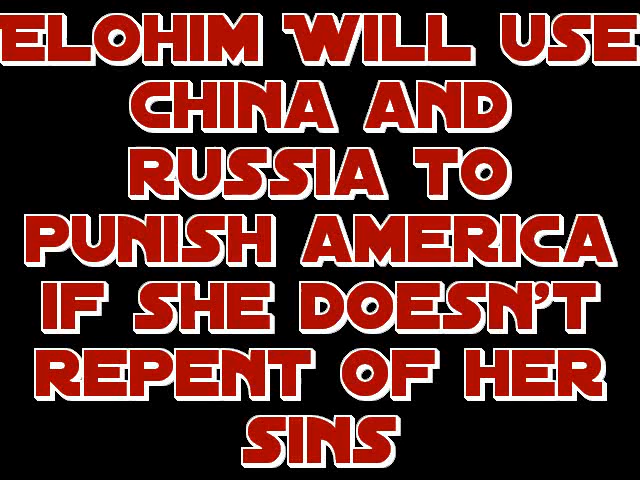 ELOHIM WILL USE
CHINA AND
RUSSIA TO
PUNISH AMERICA
IF SHE DOESN'T
REPENT OF HER
SINS